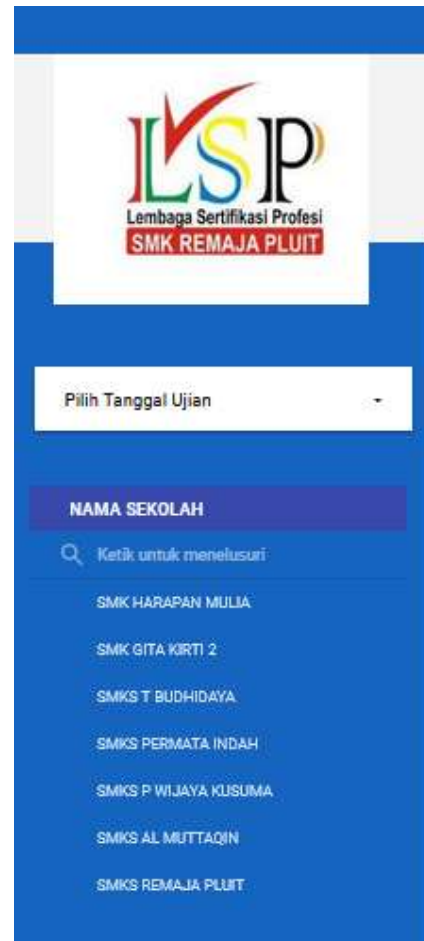 LSP
Lembaga Sertifikasi Profesi
SMK REMAJA PLUIT
Pilih Tanggal Ujian
NAMA SEKOLAH
Ketik untuk menelusuri
SMK HARAPAN MULIA
SMK GITA KIRTI 2
SMKS T BUDHIDAYA
SMKS PERMATA INDAH
SMKS P WIJAYA KUSUMA
SMKS AL MUTTAQIN
SMKS REMAJA PLUIT